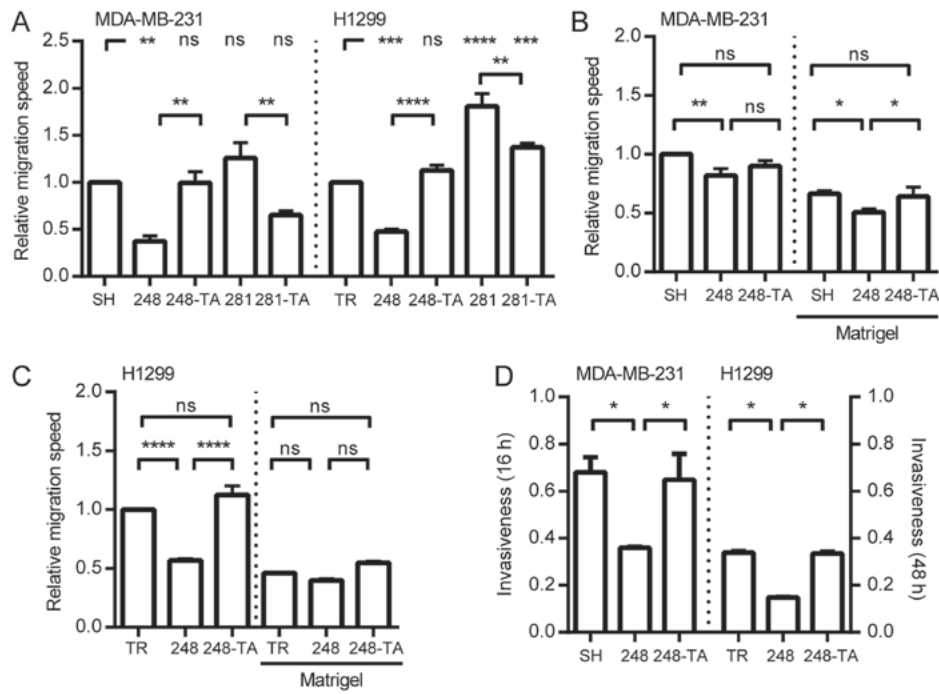 A
MDA-MB-231 H1299
** ns ns ** *** ns **** ***
** ** **** **
Relative migration speed
2.0
1.5
1.0
0.5
0.0
SH 248 248-TA 281 281-TA TR 248 248-TA 281 281-TA
B
MDA-MB-231
Relative migration speed
2.0
1.5
1.0
0.5
0.0
ns ns
** ns * *
SH 248 248-TA SH 248 248-TA
Matrigel
C
H1299
Relative migration speed
2.0
1.5
1.0
0.5
0.0
ns ns
**** **** ns ns
TR 248 248-TA TR 248 248-TA
Matrigel
D
MDA-MB-231 H1299
Invasiveness (16 h)
1.0
0.8
0.6
0.4
0.2
0.0
* * * *
SH 248 248-TA TR 248 248-TA
1.0
0.8
0.6
0.4
0.2
0.0
Invasiveness (48 h)